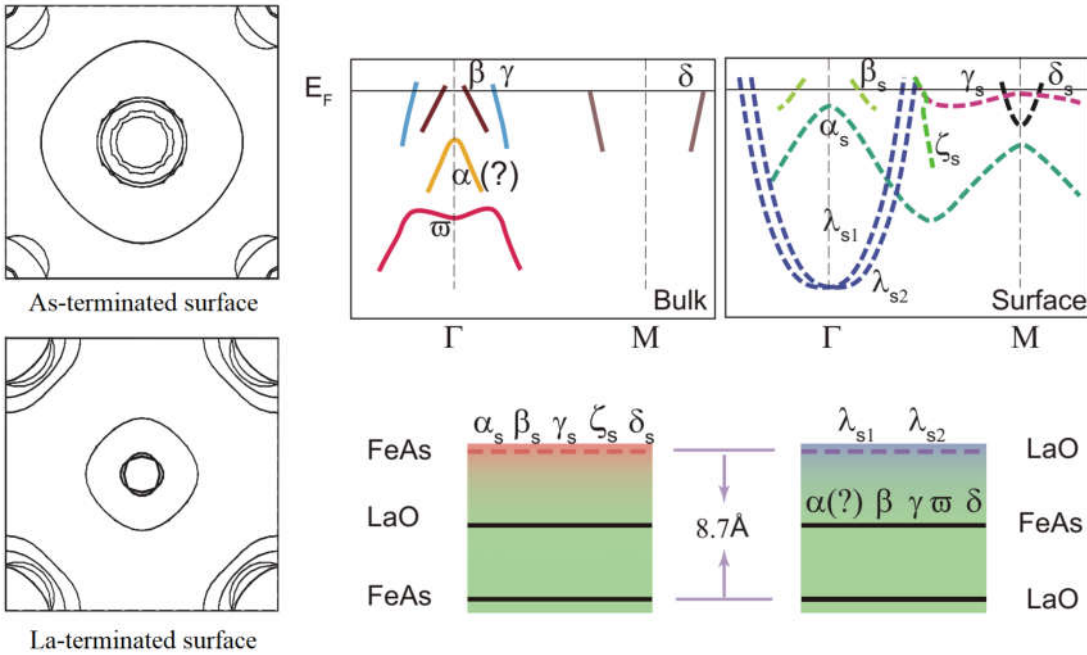 As-terminated surface
La-terminated surface
E_F
β γ δ
α (?)
ϖ
Bulk
Γ M
β_s γ_s δ_s
α_s
ζ_s
λ_s1
λ_s2
Surface
Γ M
α_s β_s γ_s ζ_s δ_s
FeAs
LaO
FeAs
8.7Å
λ_s1 λ_s2
LaO
α(?) β γ ϖ δ
FeAs
LaO